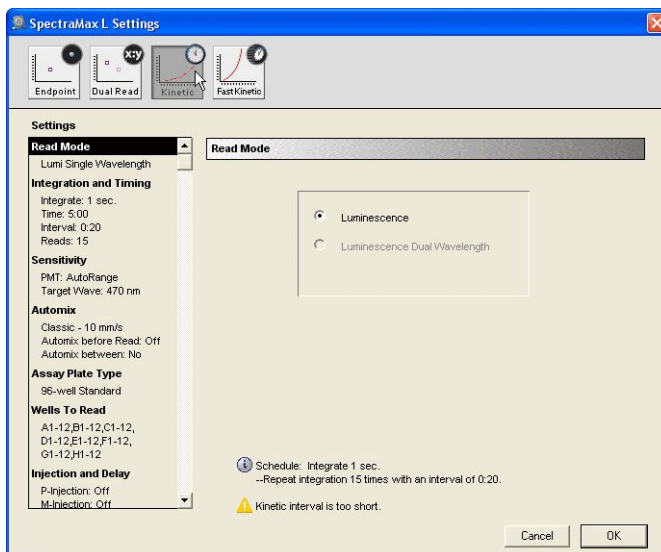 SpectraMax L Settings
x:y
Endpoint
Dual Read
Kinetic
Fast Kinetic
Settings
Read Mode
Lumi Single Wavelength
Integration and Timing
Integrate: 1 sec.
Time: 5:00
Interval: 0:20
Reads: 15
Sensitivity
PMT: AutoRange
Target Wave: 470 nm
Automix
Classic - 10 mm/s
Automix before Read: Off
Automix between: No
Assay Plate Type
96-well Standard
Wells To Read
A1-12,B1-12,C1-12,
D1-12,E1-12,F1-12,
G1-12,H1-12
Injection and Delay
P-Injection: Off
M-Injection: Off
Read Mode
Luminescence
Luminescence Dual Wavelength
Schedule: Integrate 1 sec.
--Repeat integration 15 times with an interval of 0:20.
Kinetic interval is too short.
Cancel
OK